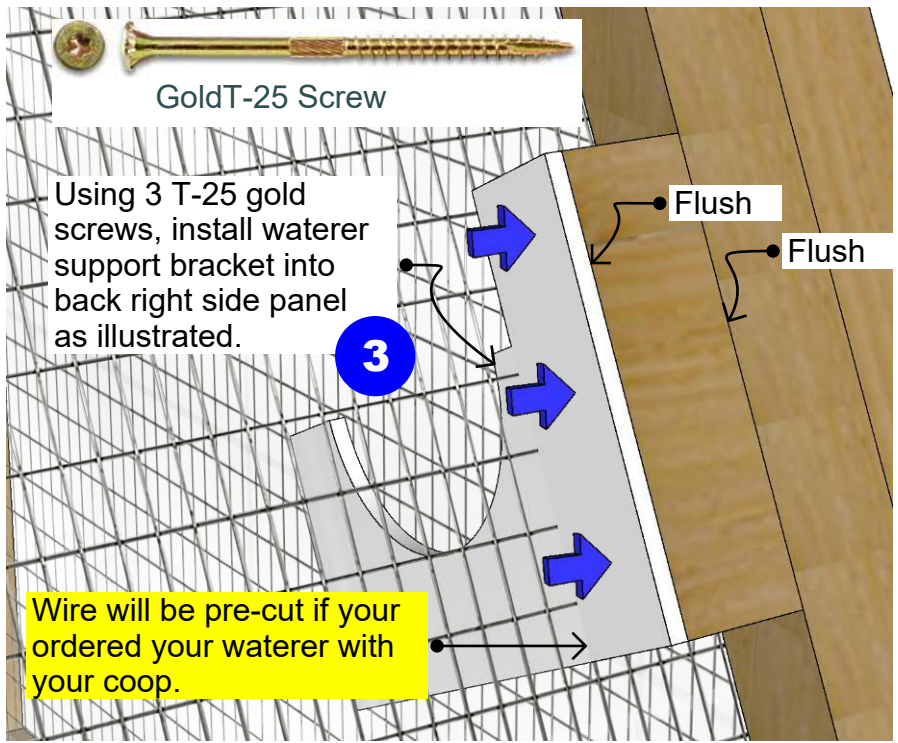 GoldT-25 Screw
Using 3 T-25 gold
screws, install waterer
support bracket into
back right side panel
as illustrated.
3
Flush
Flush
Wire will be pre-cut if your
ordered your waterer with
your coop.